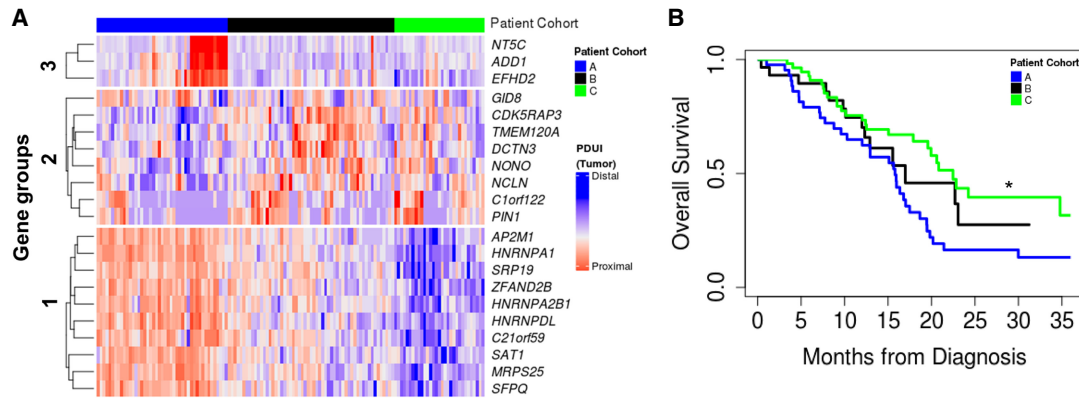 A
Patient Cohort
Gene groups
3
2
1
NT5C
ADD1
EFHD2
GID8
CDK5RAP3
TMEM120A
DCTN3
NONO
NCLN
C1orf122
PIN1
AP2M1
HNRNPA1
SRP19
ZFAND2B
HNRNPA2B1
HNRNPDL
C21orf59
SAT1
MRPS25
SFPQ
Patient Cohort
A
B
C
PDUI
(Tumor)
Distal
Proximal
B
Overall Survival
1.0
0.5
0.0
Patient Cohort
A
B
C
*
0 5 10 15 20 25 30 35
Months from Diagnosis